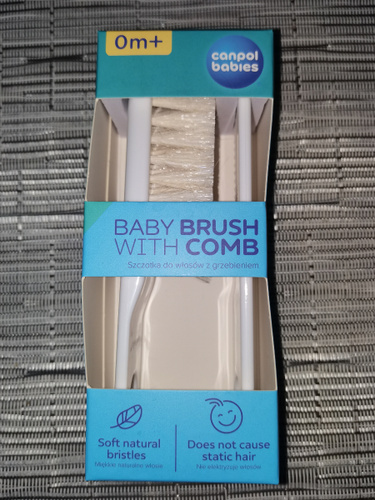 0m+
canpol
babies
BABY BRUSH
WITH COMB
Szczotka do włosów z grzebieniem
Soft natural
bristles
Miękkie naturalne włosie
Does not cause
static hair
Nie elektryzuje włosów